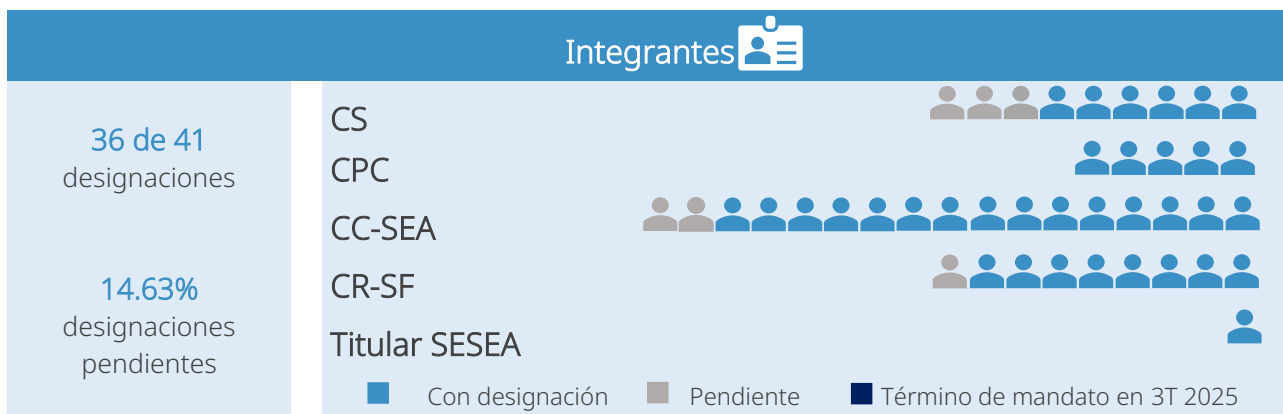 Integrantes
36 de 41
designaciones
14.63%
designaciones
pendientes
CS
CPC
CC-SEA
CR-SF
Titular SESEA
Con designación
Pendiente
Término de mandato en 3T 2025